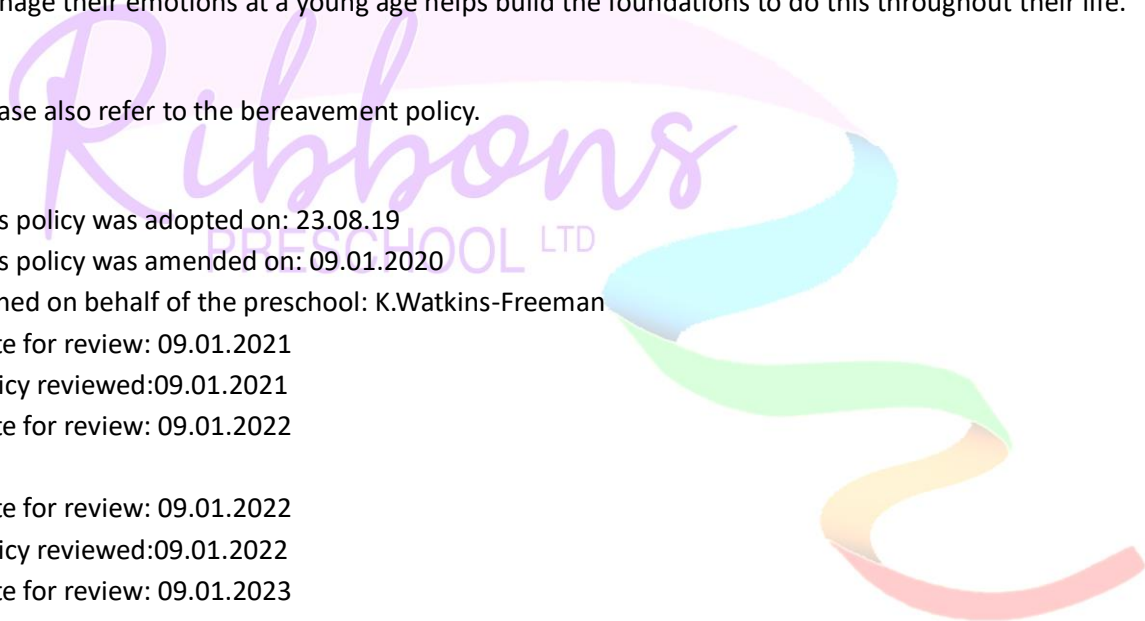 nage their emotions at a young age helps build the foundations to do this throughout their life.
ase also refer to the bereavement policy.
Ribbons
PRESCHOOL LTD
s policy was adopted on: 23.08.19
s policy was amended on: 09.01.2020
ned on behalf of the preschool: K.Watkins-Freeman
te for review: 09.01.2021
icy reviewed:09.01.2021
te for review: 09.01.2022
te for review: 09.01.2022
icy reviewed:09.01.2022
te for review: 09.01.2023